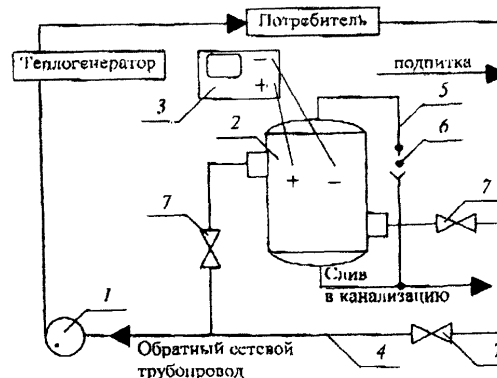 Потребитель
Теплогенератор
подпитка
3
5
2
6
7
7
+
−
+
−
Слив
в канализацию
1
Обратный сетевой
трубопровод
4
7